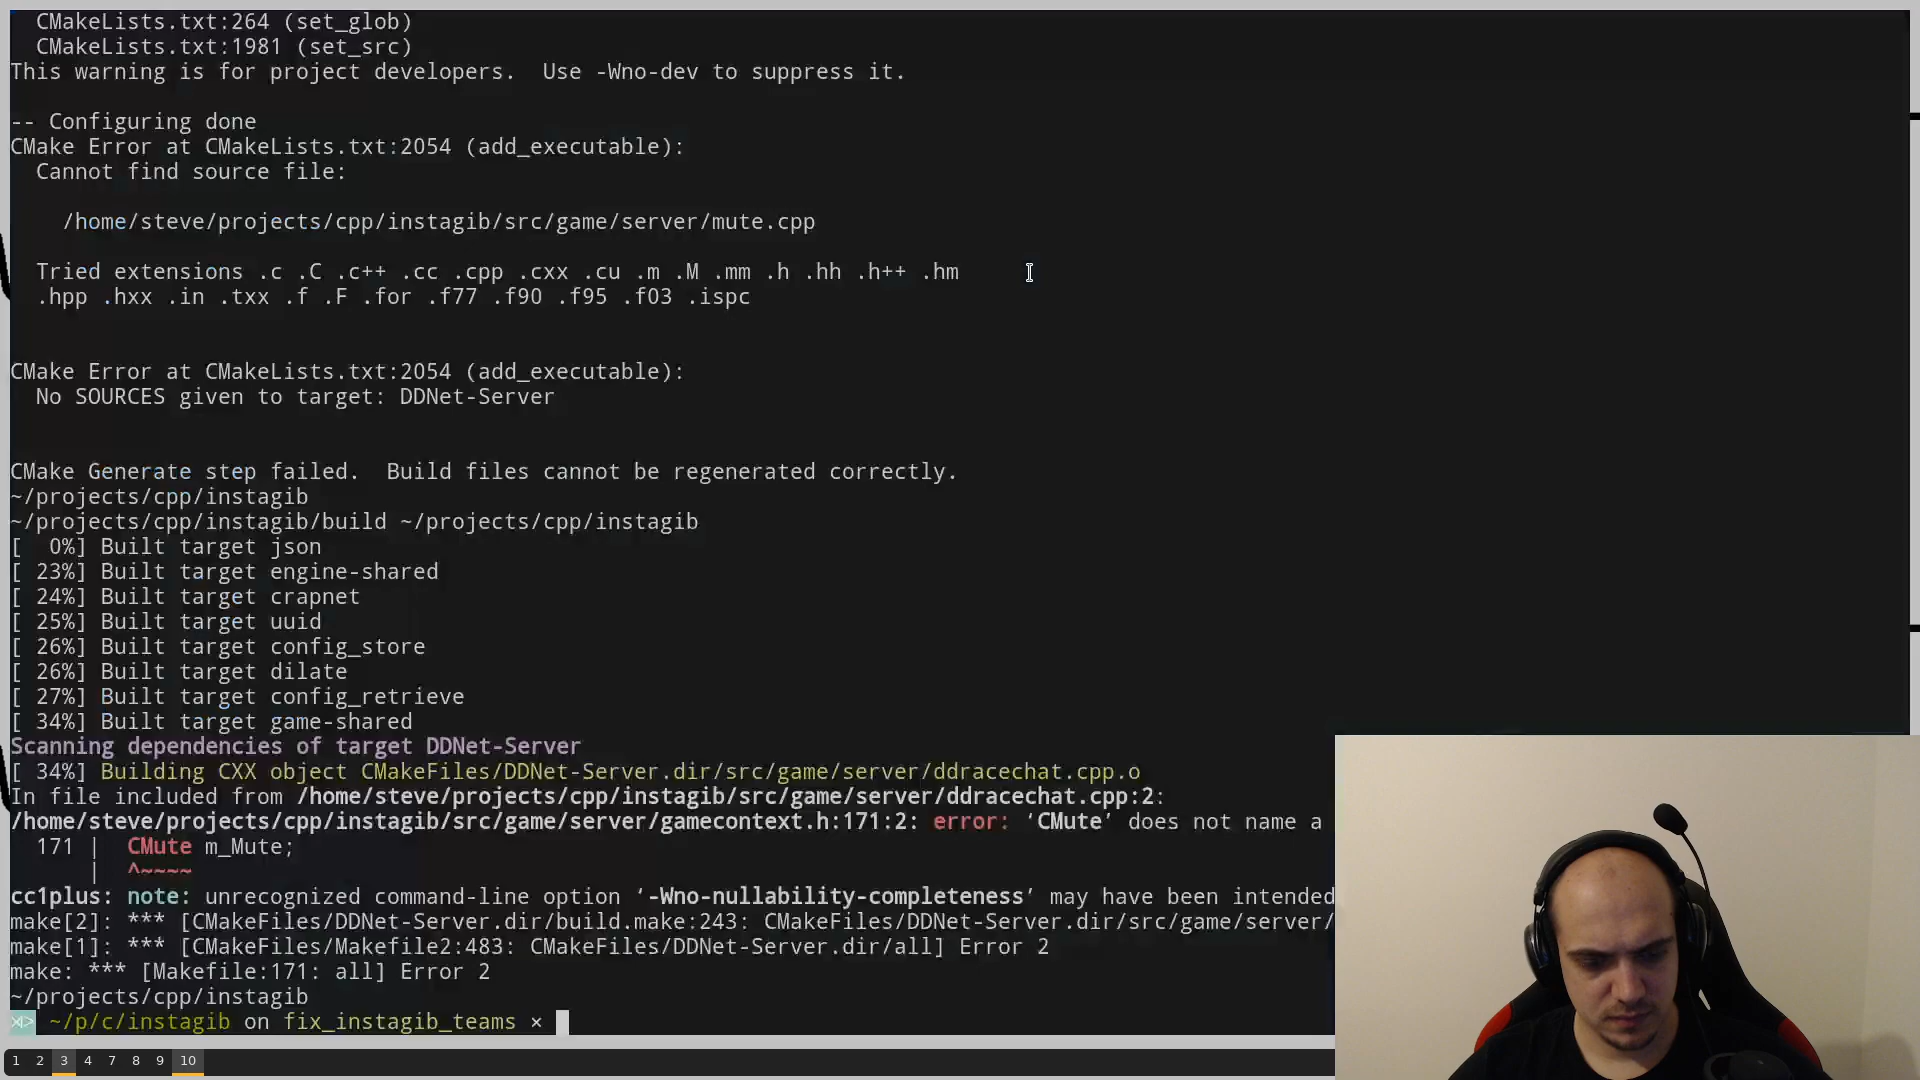 CMakeLists.txt:264 (set_glob)
CMakeLists.txt:1981 (set_src)
This warning is for project developers.  Use -Wno-dev to suppress it.
-- Configuring done
CMake Error at CMakeLists.txt:2054 (add_executable):
Cannot find source file:
/home/steve/projects/cpp/instagib/src/game/server/mute.cpp
Tried extensions .c .C .c++ .cc .cpp .cxx .cu .m .M .mm .h .hh .h++ .hm
.hpp .hxx .in .txx .f .F .for .f77 .f90 .f95 .f03 .ispc
CMake Error at CMakeLists.txt:2054 (add_executable):
No SOURCES given to target: DDNet-Server
CMake Generate step failed.  Build files cannot be regenerated correctly.
~/projects/cpp/instagib
~/projects/cpp/instagib/build ~/projects/cpp/instagib
[  0%] Built target json
[ 23%] Built target engine-shared
[ 24%] Built target crapnet
[ 25%] Built target uuid
[ 26%] Built target config_store
[ 26%] Built target dilate
[ 27%] Built target config_retrieve
[ 34%] Built target game-shared
Scanning dependencies of target DDNet-Server
[ 34%] Building CXX object CMakeFiles/DDNet-Server.dir/src/game/server/ddracechat.cpp.o
In file included from /home/steve/projects/cpp/instagib/src/game/server/ddracechat.cpp:2:
/home/steve/projects/cpp/instagib/src/game/server/gamecontext.h:171:2: error: ‘CMute’ does not name a
171 |  CMute m_Mute;
|  ^~~~~
cc1plus: note: unrecognized command-line option ‘-Wno-nullability-completeness’ may have been intended
make[2]: *** [CMakeFiles/DDNet-Server.dir/build.make:243: CMakeFiles/DDNet-Server.dir/src/game/server/
make[1]: *** [CMakeFiles/Makefile2:483: CMakeFiles/DDNet-Server.dir/all] Error 2
make: *** [Makefile:171: all] Error 2
~/projects/cpp/instagib
~/p/c/instagib on fix_instagib_teams ×
1 2 3 4 7 8 9 10